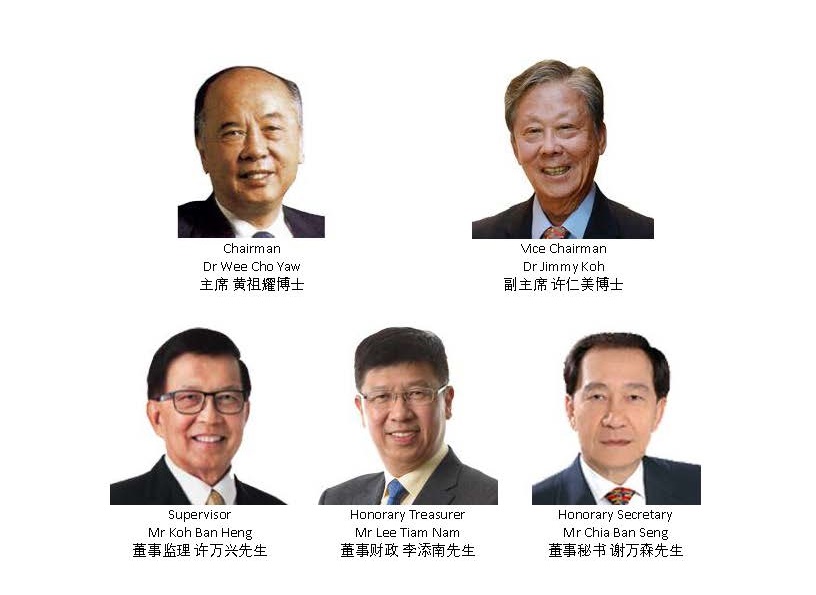 Chairman
Dr Wee Cho Yaw
主席 黄祖耀博士
Vice Chairman
Dr Jimmy Koh
副主席 许仁美博士
Supervisor
Mr Koh Ban Heng
董事监理 许万兴先生
Honorary Treasurer
Mr Lee Tiam Nam
董事财政 李添南先生
Honorary Secretary
Mr Chia Ban Seng
董事秘书 谢万森先生